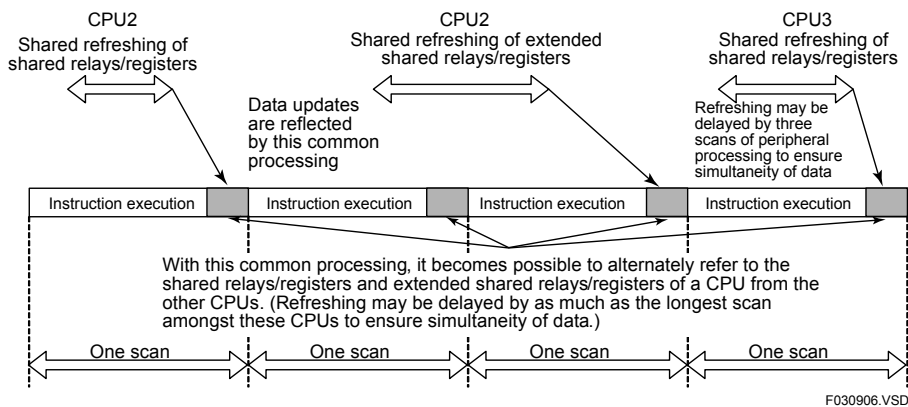 CPU2
Shared refreshing of
shared relays/registers
CPU2
Shared refreshing of extended
shared relays/registers
CPU3
Shared refreshing of
shared relays/registers
Data updates
are reflected
by this common
processing
Refreshing may be
delayed by three
scans of peripheral
processing to ensure
simultaneity of data
Instruction execution
Instruction execution
Instruction execution
Instruction execution
With this common processing, it becomes possible to alternately refer to the
shared relays/registers and extended shared relays/registers of a CPU from the
other CPUs. (Refreshing may be delayed by as much as the longest scan
amongst these CPUs to ensure simultaneity of data.)
One scan
One scan
One scan
One scan
F030906.VSD